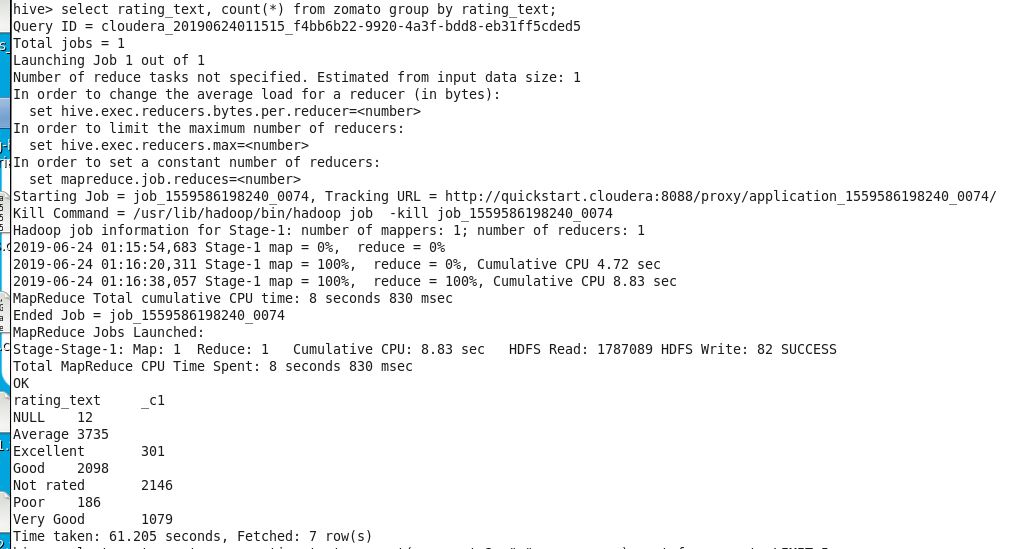 hive> select rating_text, count(*) from zomato group by rating_text;
Query ID = cloudera_20190624011515_f4bb6b22-9920-4a3f-bdd8-eb31ff5cded5
Total jobs = 1
Launching Job 1 out of 1
Number of reduce tasks not specified. Estimated from input data size: 1
In order to change the average load for a reducer (in bytes):
  set hive.exec.reducers.bytes.per.reducer=<number>
In order to limit the maximum number of reducers:
  set hive.exec.reducers.max=<number>
In order to set a constant number of reducers:
  set mapreduce.job.reduces=<number>
Starting Job = job_1559586198240_0074, Tracking URL = http://quickstart.cloudera:8088/proxy/application_1559586198240_0074/
Kill Command = /usr/lib/hadoop/bin/hadoop job  -kill job_1559586198240_0074
Hadoop job information for Stage-1: number of mappers: 1; number of reducers: 1
2019-06-24 01:15:54,683 Stage-1 map = 0%,  reduce = 0%
2019-06-24 01:16:20,311 Stage-1 map = 100%,  reduce = 0%, Cumulative CPU 4.72 sec
2019-06-24 01:16:38,057 Stage-1 map = 100%,  reduce = 100%, Cumulative CPU 8.83 sec
MapReduce Total cumulative CPU time: 8 seconds 830 msec
Ended Job = job_1559586198240_0074
MapReduce Jobs Launched:
Stage-Stage-1: Map: 1  Reduce: 1   Cumulative CPU: 8.83 sec   HDFS Read: 1787089 HDFS Write: 82 SUCCESS
Total MapReduce CPU Time Spent: 8 seconds 830 msec
OK
rating_text     _c1
NULL    12
Average 3735
Excellent       301
Good    2098
Not rated       2146
Poor    186
Very Good       1079
Time taken: 61.205 seconds, Fetched: 7 row(s)